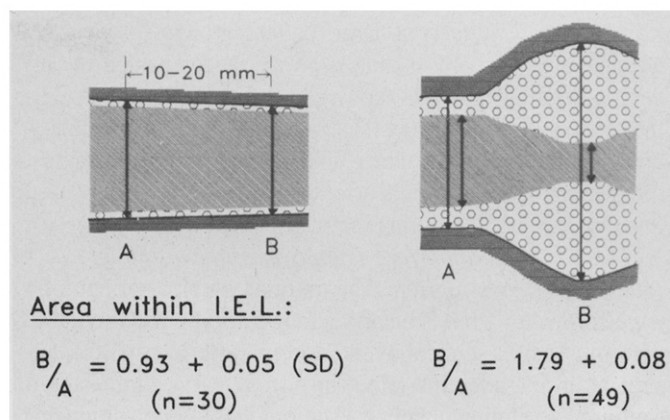 10-20 mm
A
B
A
B
Area within I.E.L.:
B/A = 0.93 + 0.05 (SD)
(n=30)
B/A = 1.79 + 0.08
(n=49)